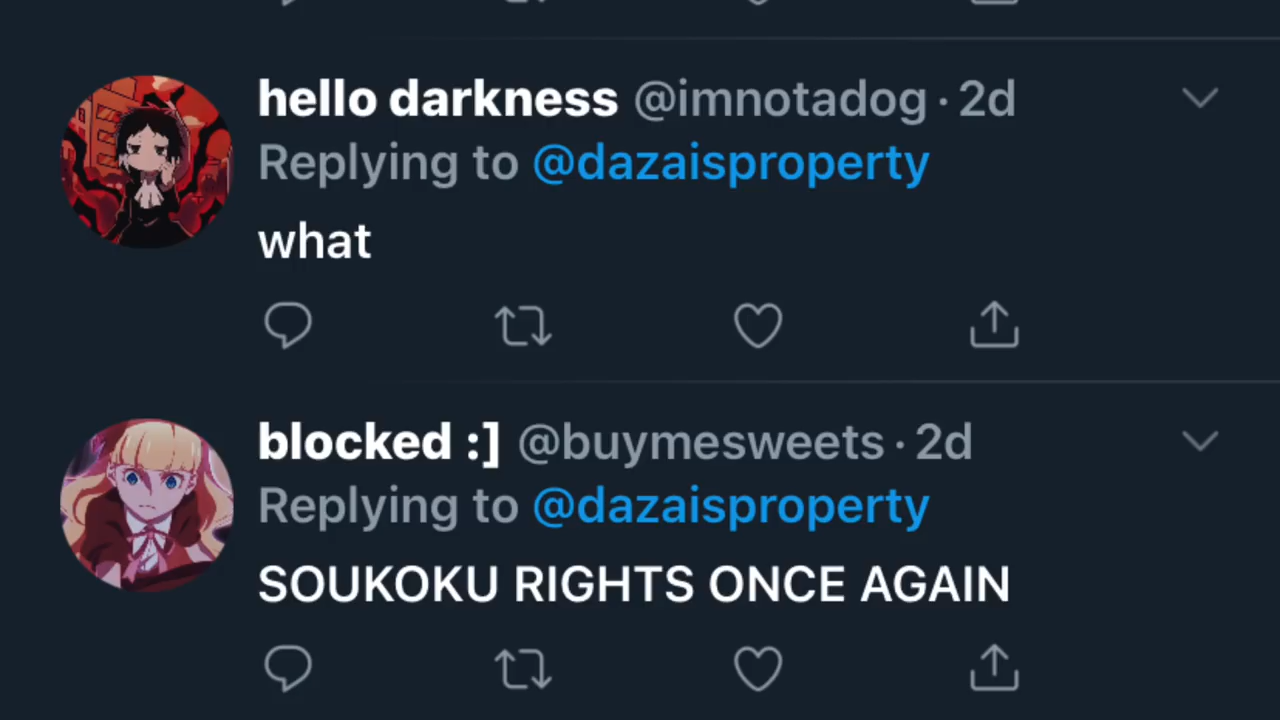 hello darkness @imnotadog · 2d
Replying to @dazaisproperty
what
blocked :] @buymesweets · 2d
Replying to @dazaisproperty
SOUKOKU RIGHTS ONCE AGAIN